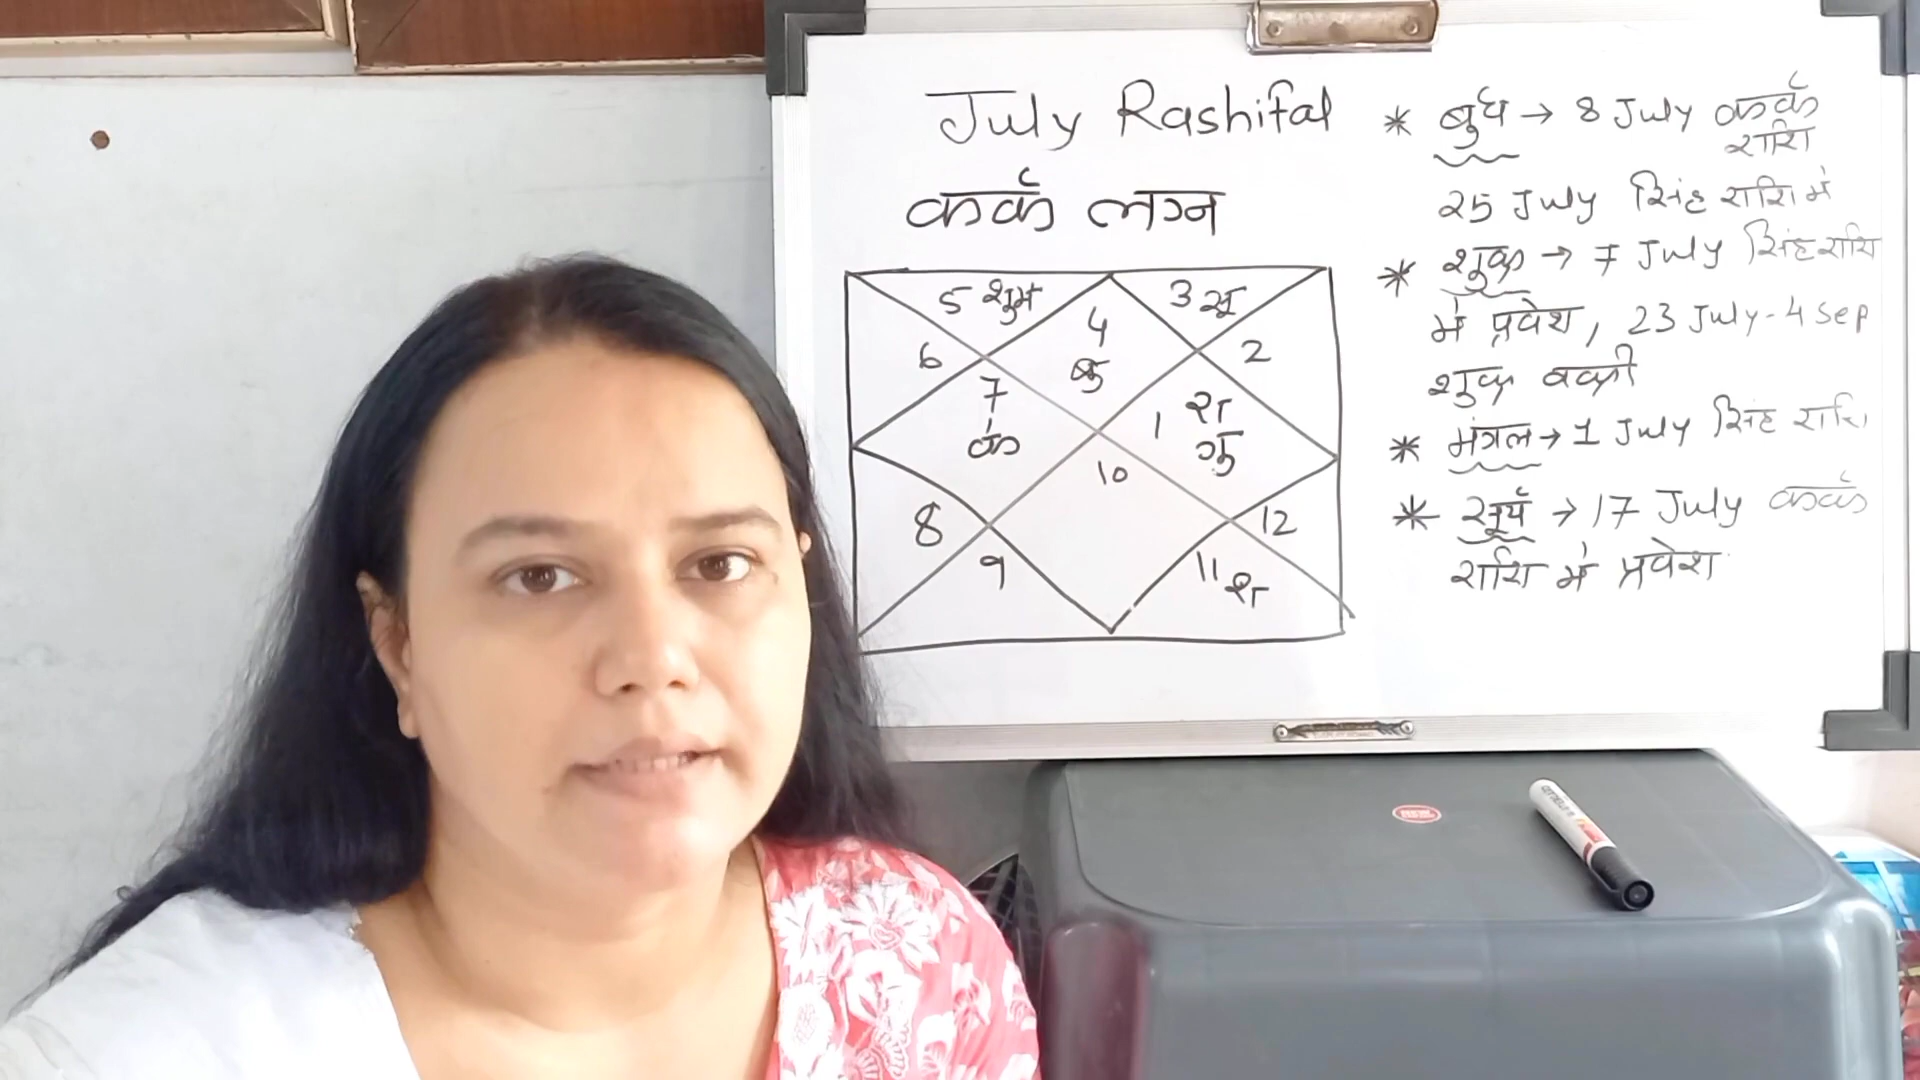 July Rashifal
कर्क लग्न
5 शु मं
3 सू
4
बु
6
2
7
के
1 रा
गु
10
8
12
9
11 श
* बुध → 8 July कर्क
राशि
25 July सिंह राशि में
* शुक्र → 7 July सिंह राशि
में प्रवेश, 23 July - 4 Sep
शुक्र वक्री
* मंगल → 1 July सिंह राशि
* सूर्य → 17 July कर्क
राशि में प्रवेश